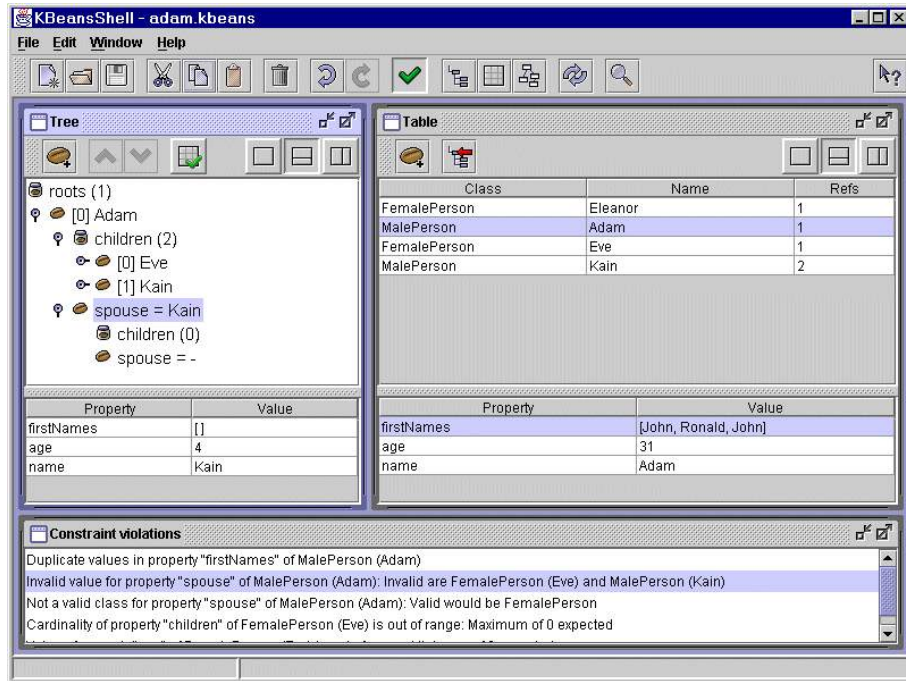 KBeansShell - adam.kbeans
File Edit Window Help
Tree
roots (1)
[0] Adam
children (2)
[0] Eve
[1] Kain
spouse = Kain
children (0)
spouse = -
Property Value
firstNames []
age 4
name Kain
Table
Class Name Refs
FemalePerson Eleanor 1
MalePerson Adam 1
FemalePerson Eve 1
MalePerson Kain 2
Property Value
firstNames [John, Ronald, John]
age 31
name Adam
Constraint violations
Duplicate values in property "firstNames" of MalePerson (Adam)
Invalid value for property "spouse" of MalePerson (Adam): Invalid are FemalePerson (Eve) and MalePerson (Kain)
Not a valid class for property "spouse" of MalePerson (Adam): Valid would be FemalePerson
Cardinality of property "children" of FemalePerson (Eve) is out of range: Maximum of 0 expected